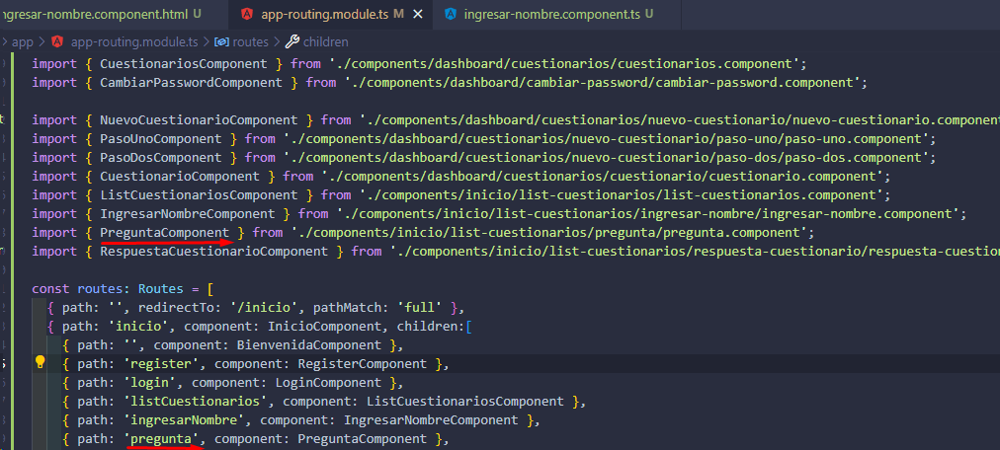 ngresar-nombre.component.html U app-routing.module.ts M ingresar-nombre.component.ts U
app > app-routing.module.ts > routes > children
import { CuestionariosComponent } from './components/dashboard/cuestionarios/cuestionarios.component';
import { CambiarPasswordComponent } from './components/dashboard/cambiar-password/cambiar-password.component';
import { NuevoCuestionarioComponent } from './components/dashboard/cuestionarios/nuevo-cuestionario/nuevo-cuestionario.component
import { PasoUnoComponent } from './components/dashboard/cuestionarios/nuevo-cuestionario/paso-uno/paso-uno.component';
import { PasoDosComponent } from './components/dashboard/cuestionarios/nuevo-cuestionario/paso-dos/paso-dos.component';
import { CuestionarioComponent } from './components/dashboard/cuestionarios/cuestionario/cuestionario.component';
import { ListCuestionariosComponent } from './components/inicio/list-cuestionarios/list-cuestionarios.component';
import { IngresarNombreComponent } from './components/inicio/list-cuestionarios/ingresar-nombre/ingresar-nombre.component';
import { PreguntaComponent } from './components/inicio/list-cuestionarios/pregunta/pregunta.component';
import { RespuestaCuestionarioComponent } from './components/inicio/list-cuestionarios/respuesta-cuestionario/respuesta-cuestion
const routes: Routes = [
{ path: '', redirectTo: '/inicio', pathMatch: 'full' },
{ path: 'inicio', component: InicioComponent, children:[
{ path: '', component: BienvenidaComponent },
{ path: 'register', component: RegisterComponent },
{ path: 'login', component: LoginComponent },
{ path: 'listCuestionarios', component: ListCuestionariosComponent },
{ path: 'ingresarNombre', component: IngresarNombreComponent },
{ path: 'pregunta', component: PreguntaComponent },